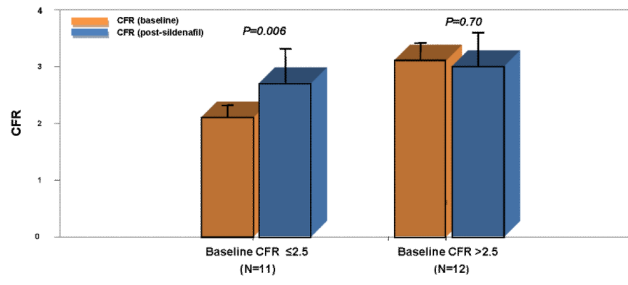 4
CFR (baseline)
CFR (post-sildenafil)
P=0.006
P=0.70
3
CFR
2
1
0
Baseline CFR ≤2.5
Baseline CFR >2.5
(N=11)
(N=12)